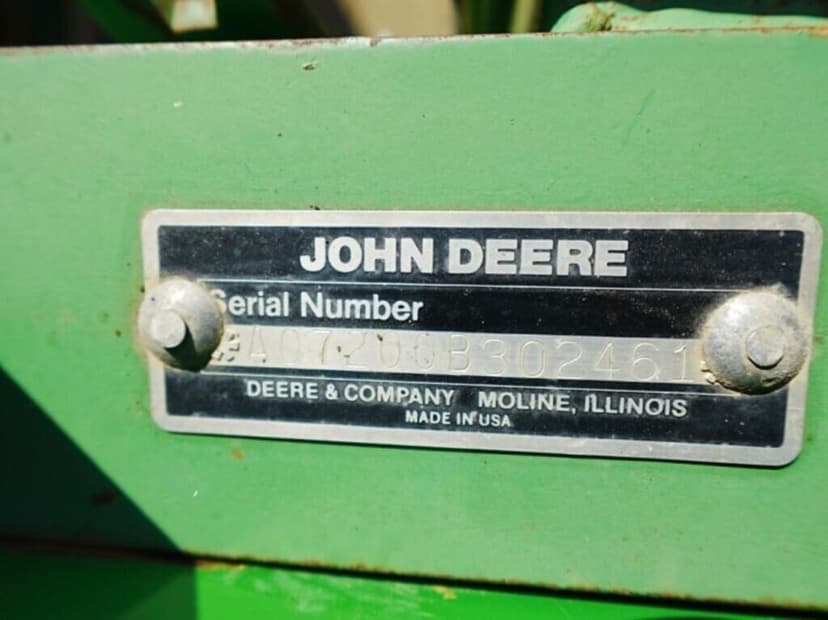 JOHN DEERE
Serial Number
A07200B302461
DEERE & COMPANY MOLINE, ILLINOIS
MADE IN USA